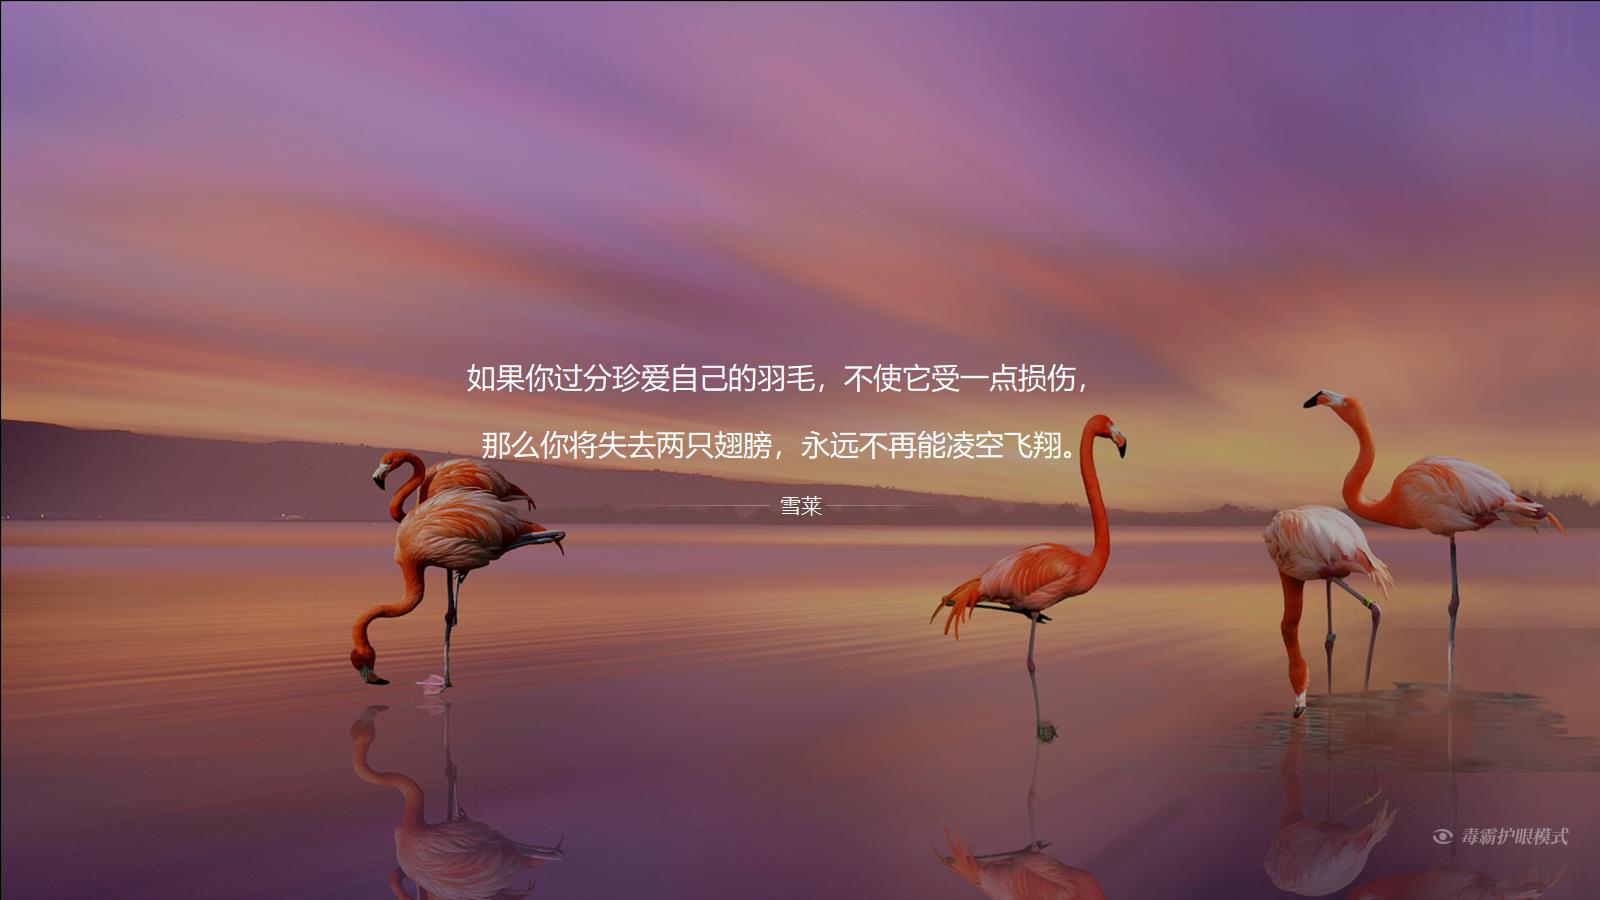 如果你过分珍爱自己的羽毛，不使它受一点损伤，
那么你将失去两只翅膀，永远不再能凌空飞翔。
雪莱
毒霸护眼模式